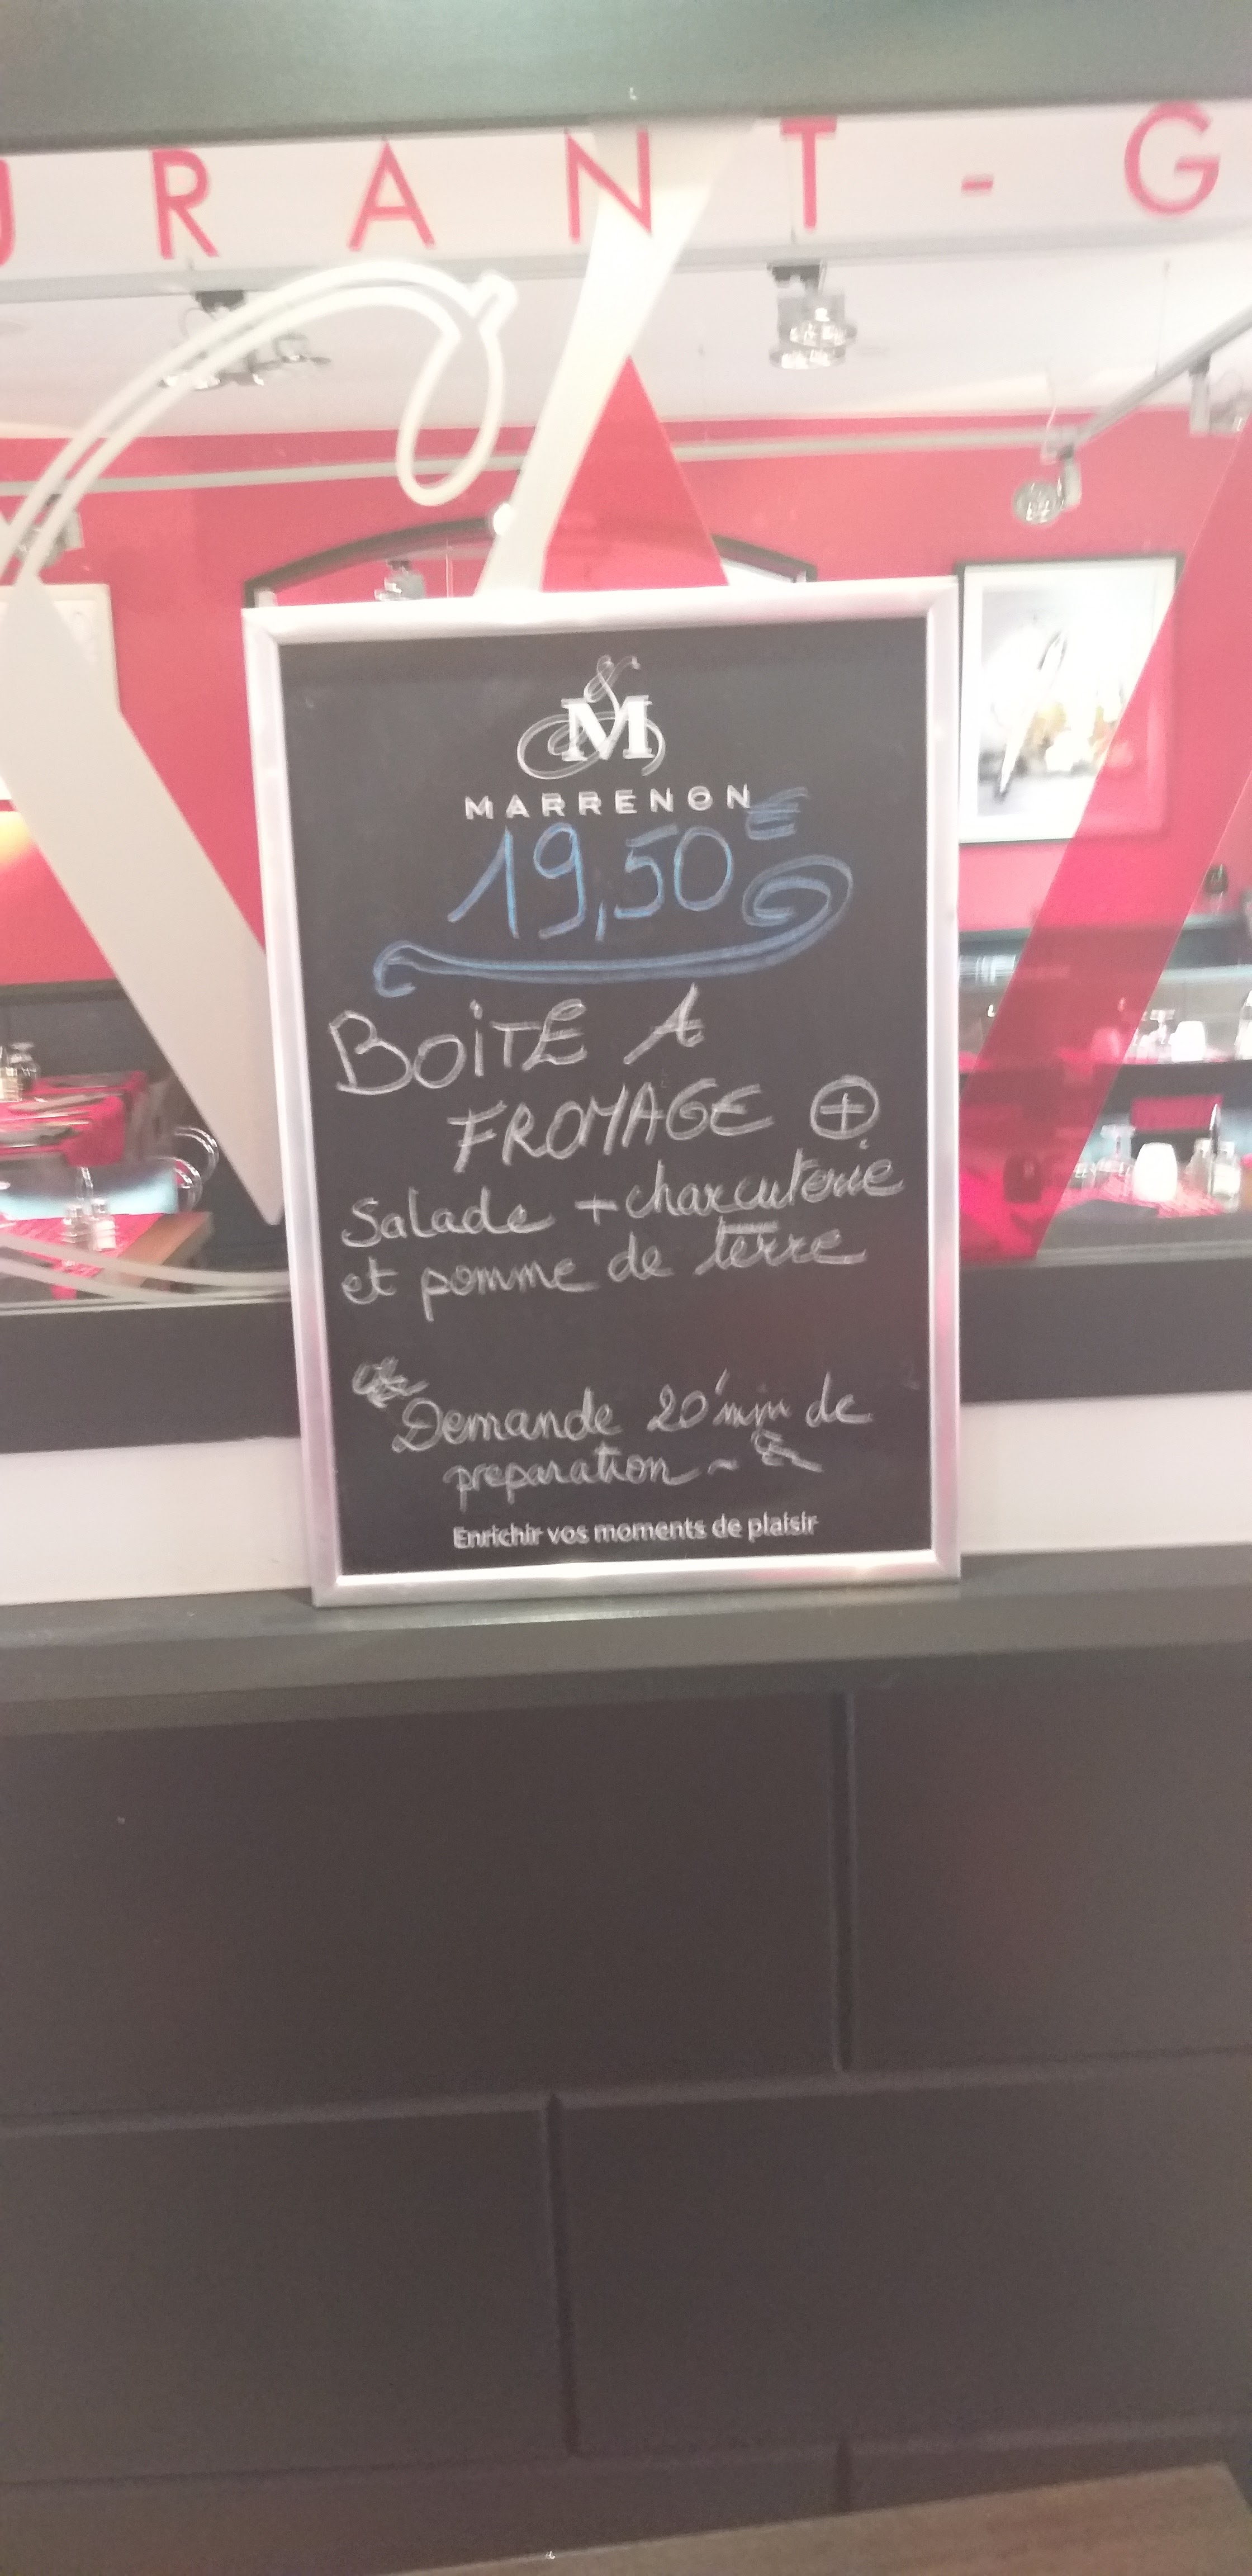 URANT-G
M
MARRENON
19,50€
BOiTE A
FROMAGE +
Salade + charcuterie
et pomme de terre
Demande 20'min de
preparation ~
Enrichir vos moments de plaisir